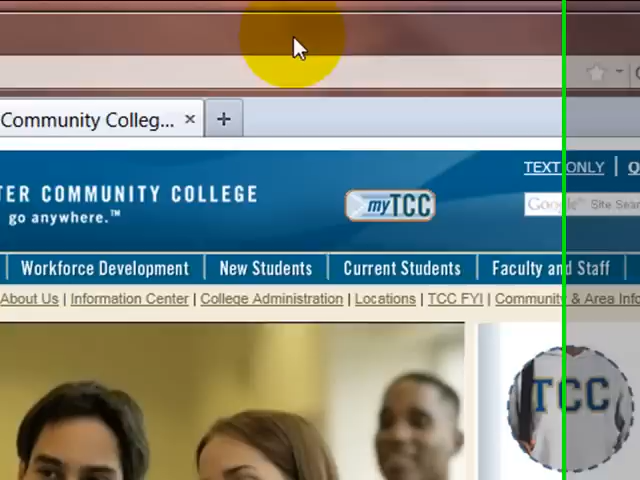 Community Colleg... × +
TEXT ONLY |
TER COMMUNITY COLLEGE
go anywhere.™
myTCC
Google™ Site Sear
| Workforce Development | New Students | Current Students | Faculty and Staff |
About Us | Information Center | College Administration | Locations | TCC FYI | Community & Area Info
TCC